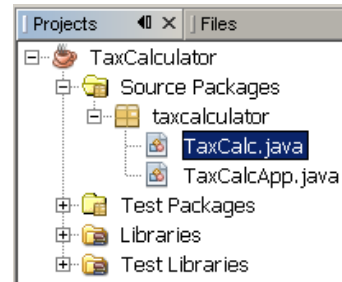 Projects Files
TaxCalculator
Source Packages
taxcalculator
TaxCalc.java
TaxCalcApp.java
Test Packages
Libraries
Test Libraries